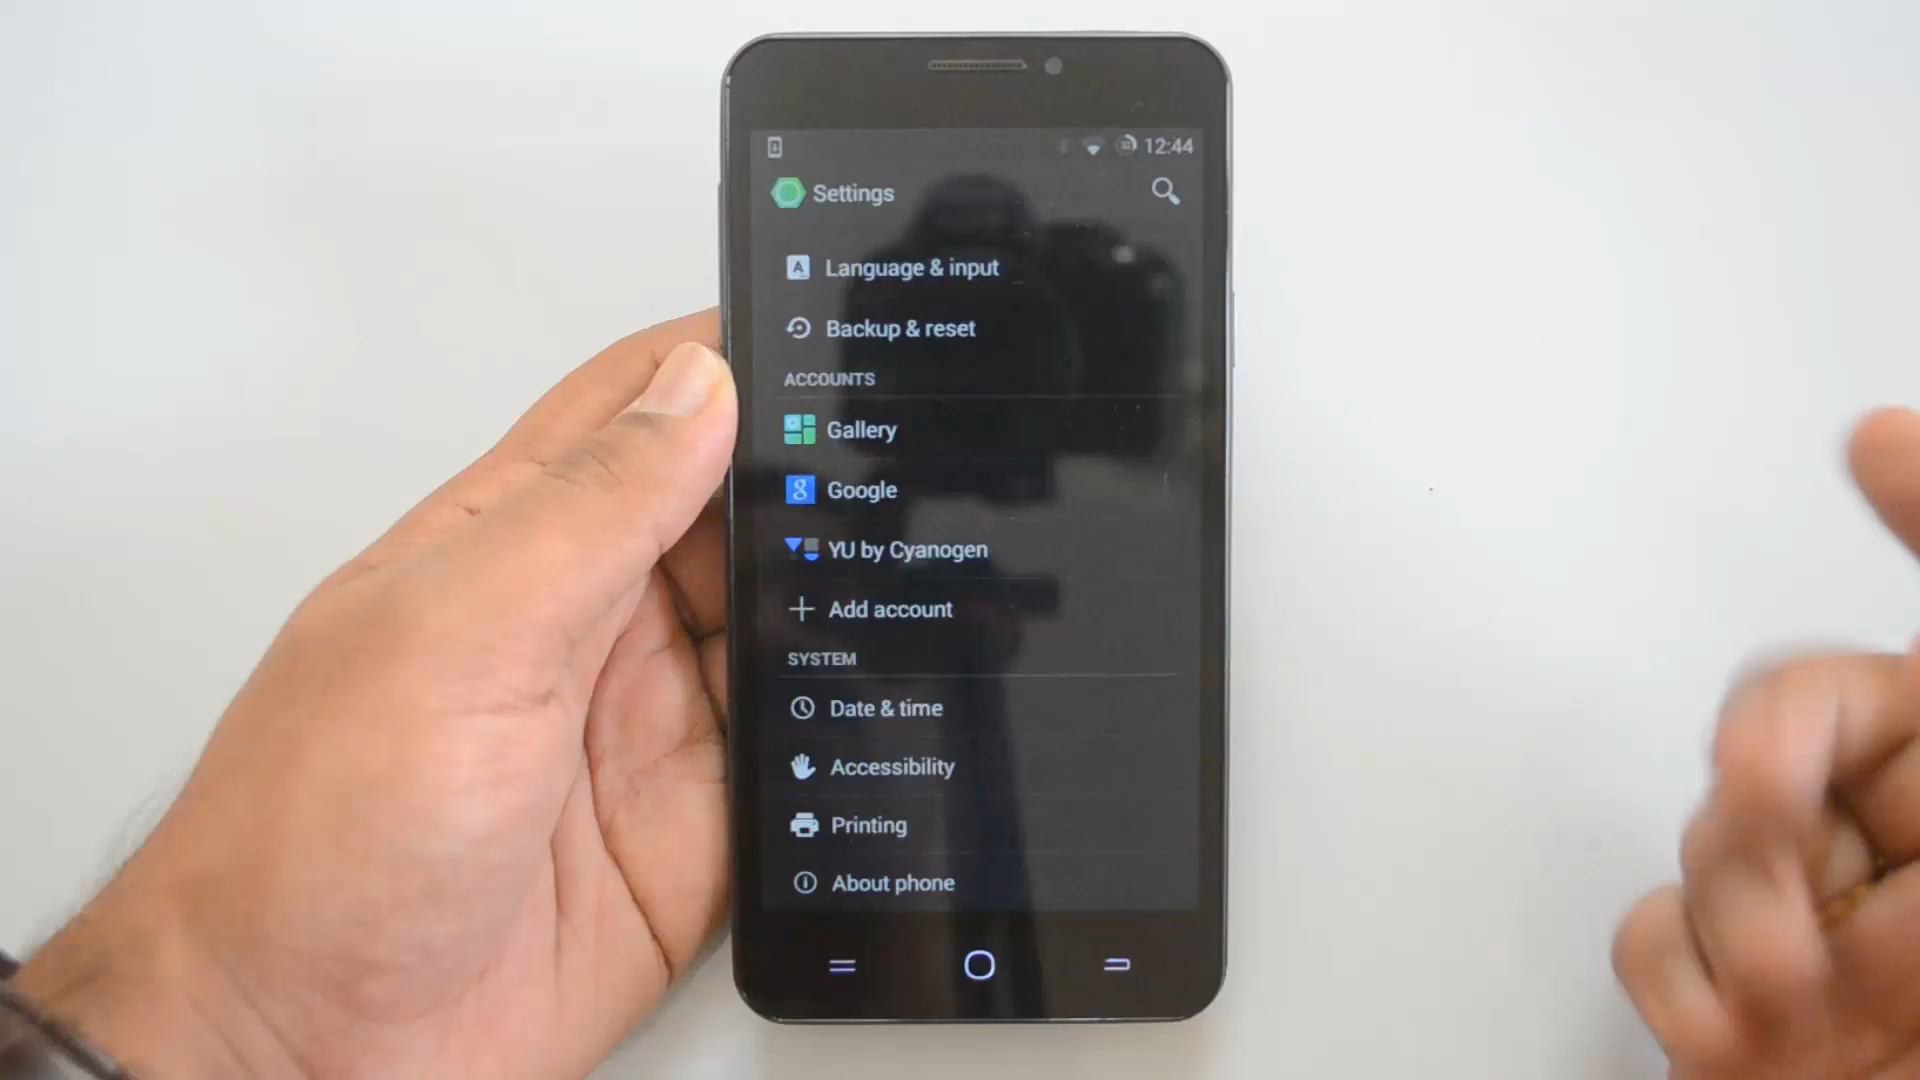 12:44
Settings
Language & input
Backup & reset
ACCOUNTS
Gallery
Google
YU by Cyanogen
Add account
SYSTEM
Date & time
Accessibility
Printing
About phone